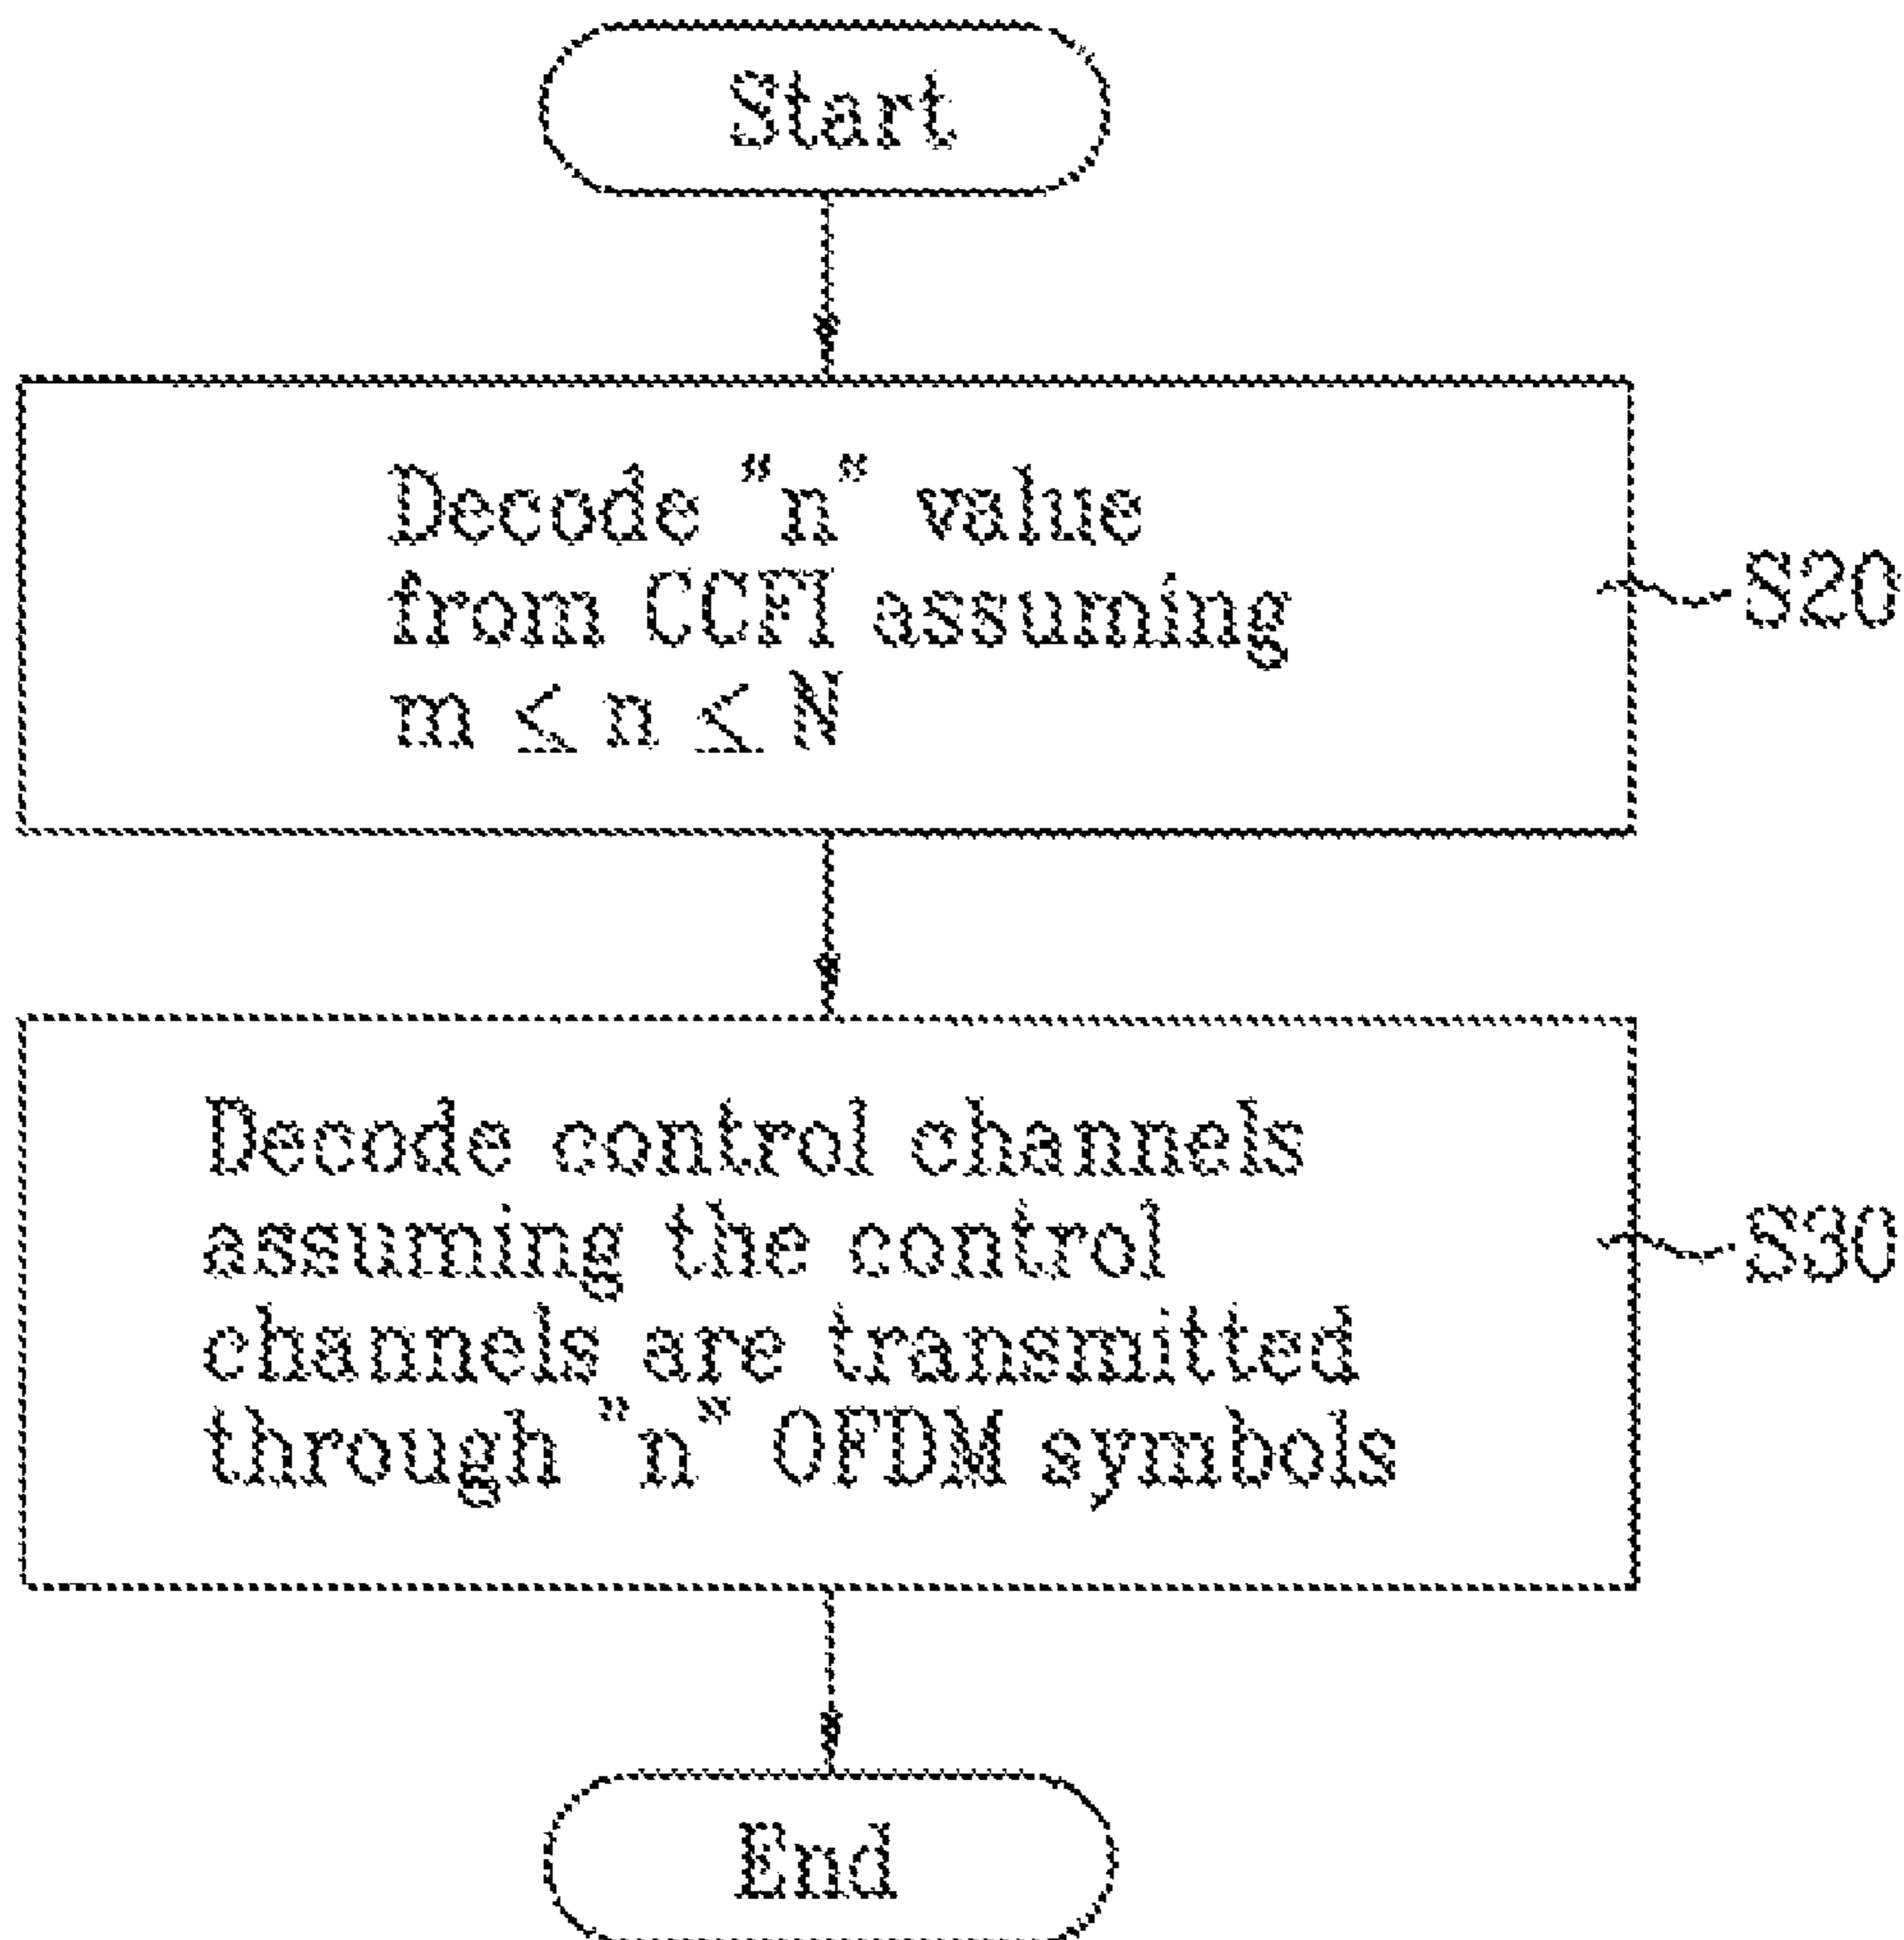 Start
Decode "n" value
from CCFI assuming
m ≤ n ≤ N
S20
Decode control channels
assuming the control
channels are transmitted
through "n" OFDM symbols
S30
End